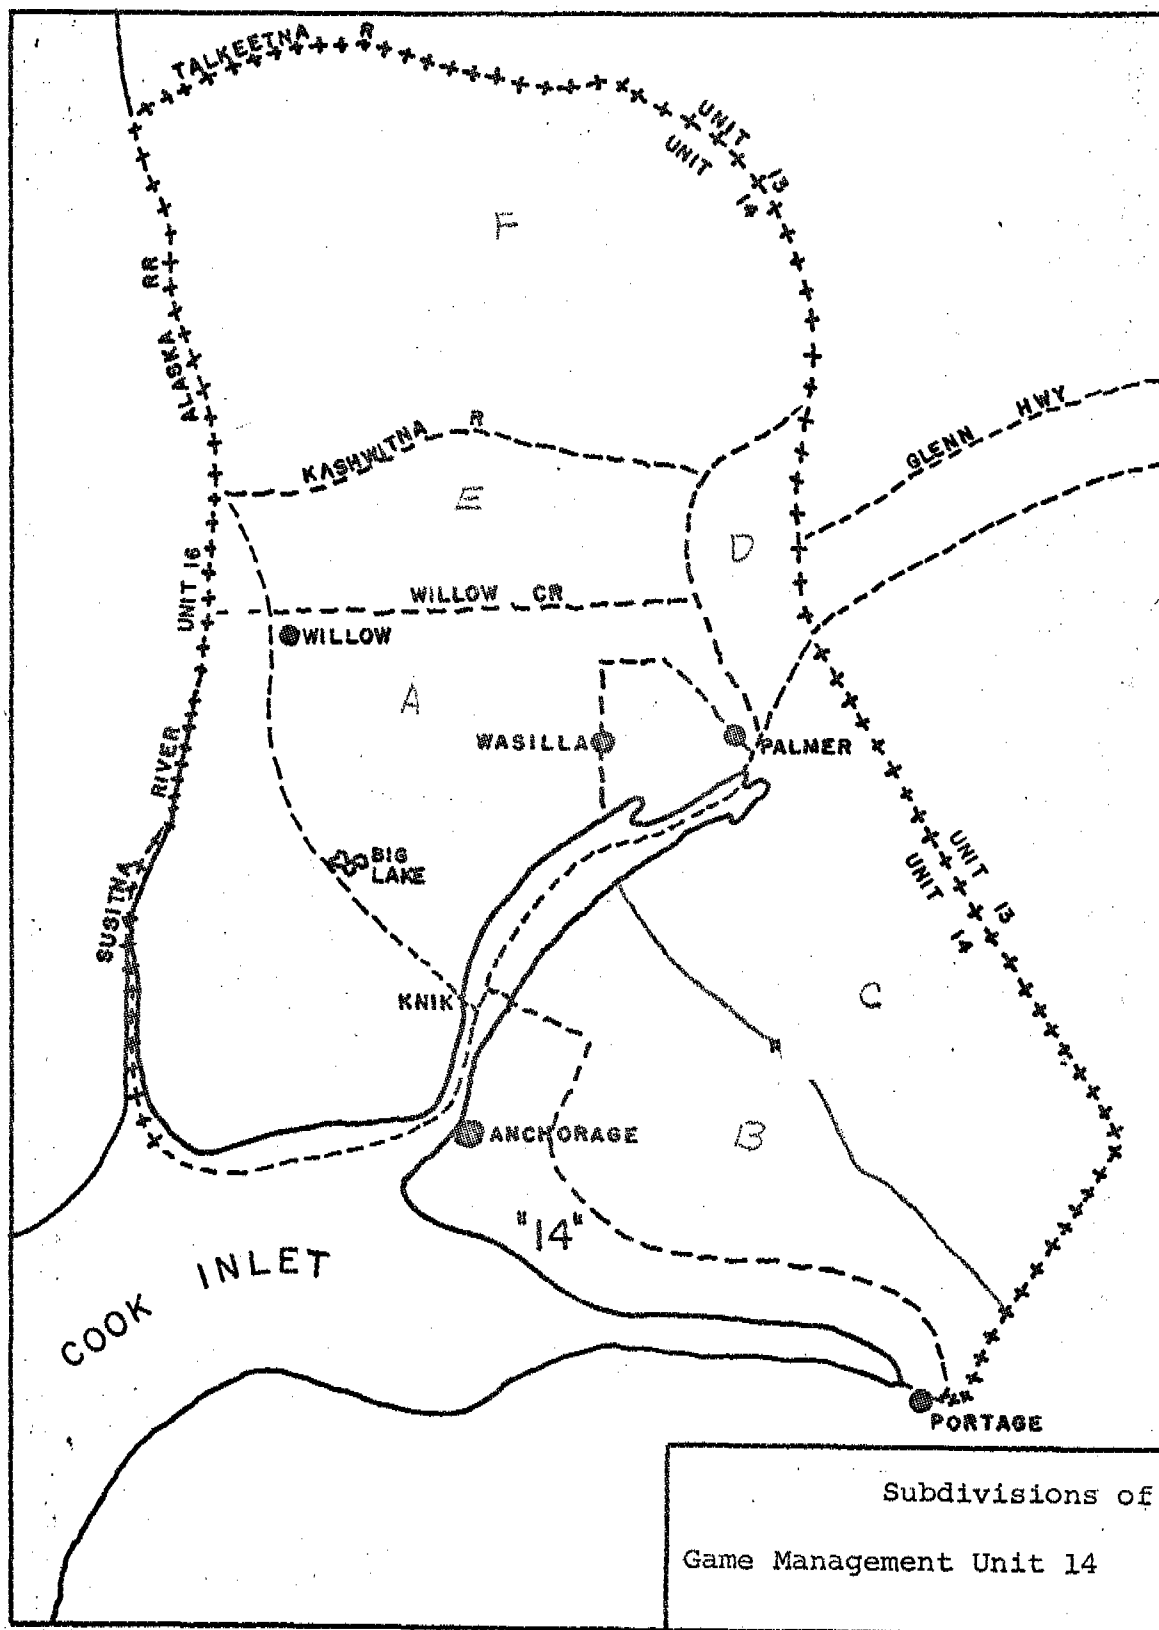 TALKEETNA R
UNIT 13
UNIT 14
F
ALASKA RR
GLENN HWY
KASHWITNA R
E
D
UNIT 16
WILLOW CR
WILLOW
A
WASILLA
PALMER
RIVER
SUSITNA
BIG
LAKE
UNIT 13
UNIT 14
KNIK
C
ANCHORAGE
B
"14"
COOK INLET
PORTAGE
Subdivisions of
Game Management Unit 14